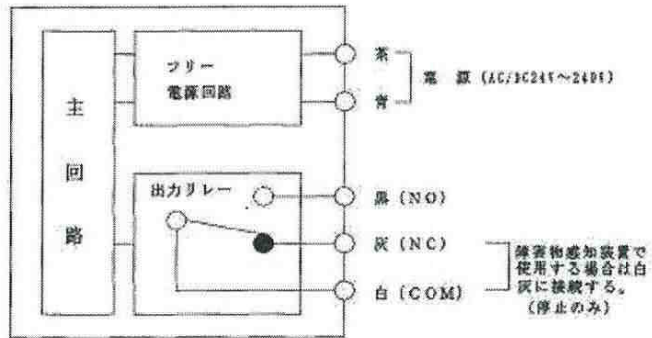 主回路
フリー
電源回路
茶
青
電源(AC/DC24V～240V)
出力リレー
黒(NO)
灰(NC)
白(COM)
障害物感知装置で
使用する場合は白
灰に接続する。
(停止のみ)